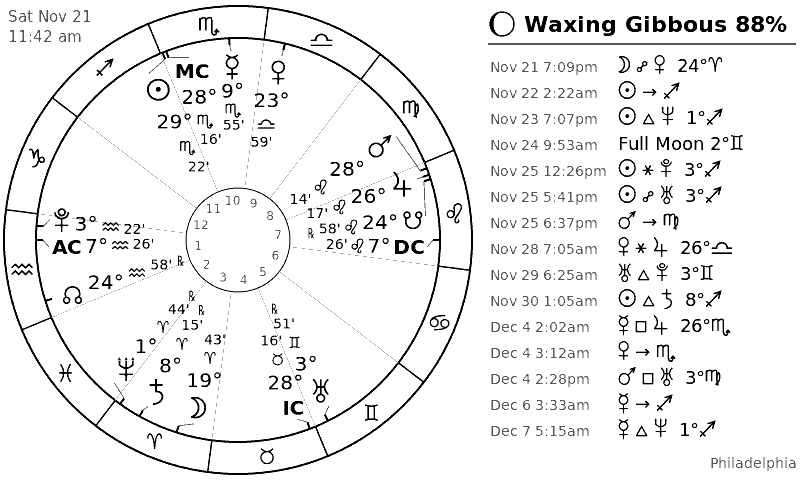 Sat Nov 21
11:42 am
Waxing Gibbous 88%
Nov 21 7:09pm ☽ ☍ ♀ 24°♈
Nov 22 2:22am ☉ → ♐
Nov 23 7:07pm ☉ △ ♆ 1°♐
Nov 24 9:53am Full Moon 2°♊
Nov 25 12:26pm ☉ ⚹ ♇ 3°♐
Nov 25 5:41pm ☉ ☍ ♅ 3°♐
Nov 25 6:37pm ♂ → ♍
Nov 28 7:05am ♀ ⚹ ♃ 26°♎
Nov 29 6:25am ♅ △ ♇ 3°♊
Nov 30 1:05am ☉ △ ♄ 8°♐
Dec 4 2:02am ☿ □ ♃ 26°♏
Dec 4 3:12am ♀ → ♏
Dec 4 2:28pm ♂ □ ♅ 3°♍
Dec 6 3:33am ☿ → ♐
Dec 7 5:15am ☿ △ ♆ 1°♐
Philadelphia
♏
♎
♍
♌
♋
♊
♉
♈
♓
♒
♑
♐
☉ 29° ♏ 22'
MC 28° ♏ 16'
☿ 9° ♏ 55'
♀ 23° ♎ 59'
♂ 28° ♌ 14'
♃ 26° ♌ 17'
☋ 24° ♌ 58' ℞
DC 7° ♌ 26'
♇ 3° ♒ 22'
AC 7° ♒ 26'
☊ 24° ♒ 58' ℞
♆ 1° ♈ 44' ℞
♄ 8° ♈ 15' ℞
☽ 19° ♈ 43'
IC 28° ♉ 16'
♅ 3° ♊ 51' ℞
1
2
3
4
5
6
7
8
9
10
11
12